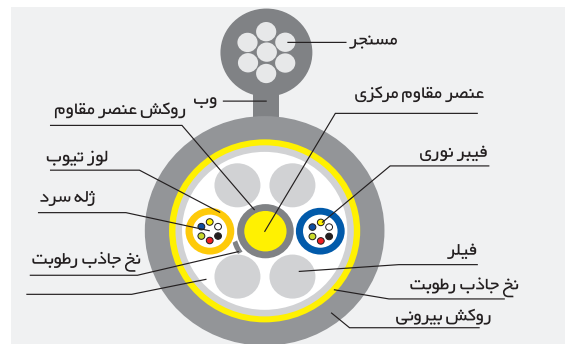 مسنجر
وب
عنصر مقاوم مرکزی
روکش عنصر مقاوم
فیبر نوری
لوز تیوب
ژله سرد
فیلر
نخ جاذب رطوبت
نخ جاذب رطوبت
روکش بیرونی